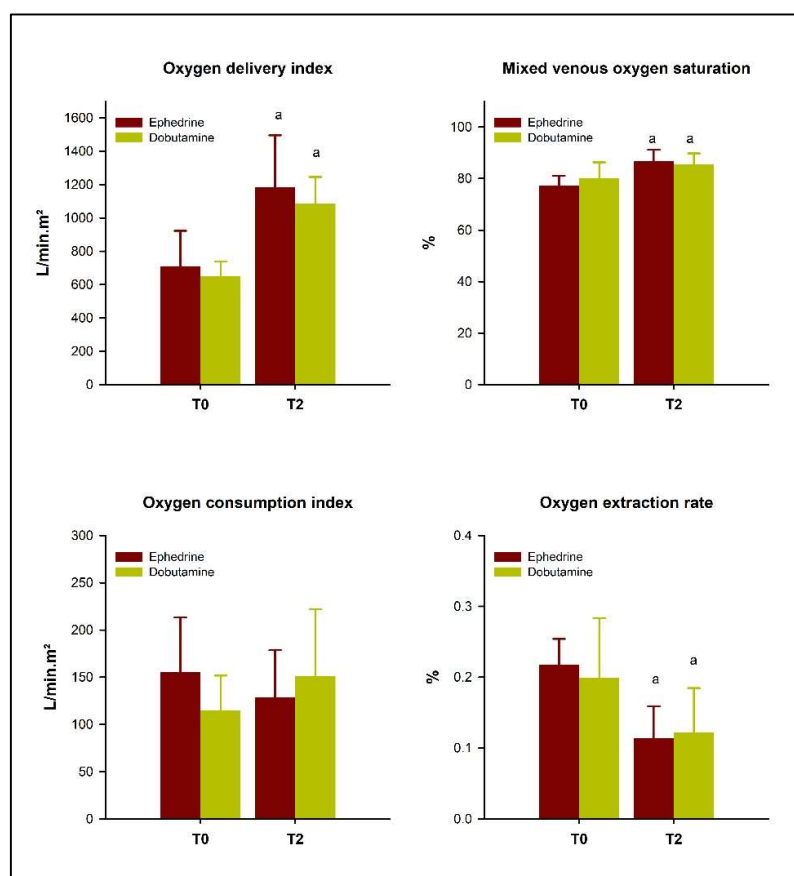 Oxygen delivery index
L/min.m²
1600
1400
1200
1000
800
600
400
200
0
Ephedrine
Dobutamine
a
a
T0
T2
Mixed venous oxygen saturation
%
100
80
60
40
20
0
Ephedrine
Dobutamine
a
a
T0
T2
Oxygen consumption index
L/min.m²
300
250
200
150
100
50
0
Ephedrine
Dobutamine
T0
T2
Oxygen extraction rate
%
0.4
0.3
0.2
0.1
0.0
Ephedrine
Dobutamine
a
a
T0
T2